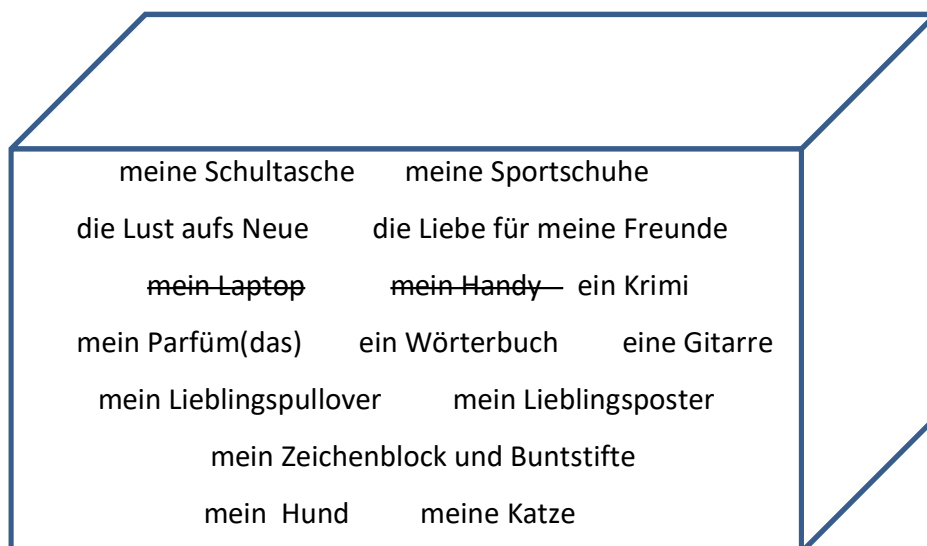 meine Schultasche meine Sportschuhe
die Lust aufs Neue die Liebe für meine Freunde
mein Laptop mein Handy ein Krimi
mein Parfüm(das) ein Wörterbuch eine Gitarre
mein Lieblingspullover mein Lieblingsposter
mein Zeichenblock und Buntstifte
mein Hund meine Katze